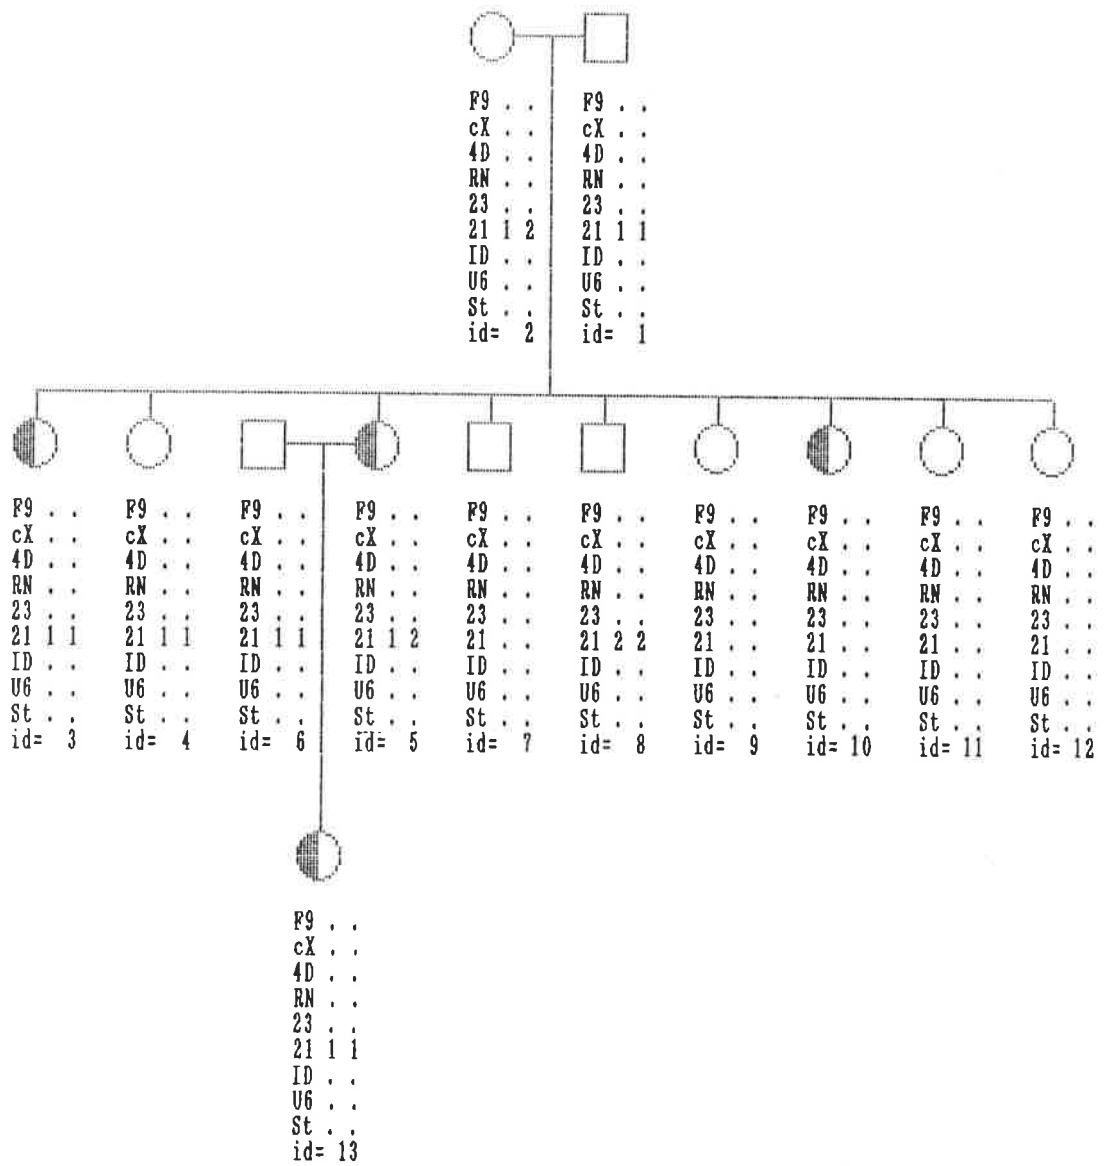 F9 . .
cX . .
4D . .
RN . .
23 . .
21 1 2
ID . .
U6 . .
St . .
id= 2
F9 . .
cX . .
4D . .
RN . .
23 . .
21 1 1
ID . .
U6 . .
St . .
id= 1
F9 . .
cX . .
4D . .
RN . .
23 . .
21 1 1
ID . .
U6 . .
St . .
id= 3
F9 . .
cX . .
4D . .
RN . .
23 . .
21 1 1
ID . .
U6 . .
St . .
id= 4
F9 . .
cX . .
4D . .
RN . .
23 . .
21 1 1
ID . .
U6 . .
St . .
id= 6
F9 . .
cX . .
4D . .
RN . .
23 . .
21 1 2
ID . .
U6 . .
St . .
id= 5
F9 . .
cX . .
4D . .
RN . .
23 . .
21 . .
ID . .
U6 . .
St . .
id= 7
F9 . .
cX . .
4D . .
RN . .
23 . .
21 2 2
ID . .
U6 . .
St . .
id= 8
F9 . .
cX . .
4D . .
RN . .
23 . .
21 . .
ID . .
U6 . .
St . .
id= 9
F9 . .
cX . .
4D . .
RN . .
23 . .
21 . .
ID . .
U6 . .
St . .
id= 10
F9 . .
cX . .
4D . .
RN . .
23 . .
21 . .
ID . .
U6 . .
St . .
id= 11
F9 . .
cX . .
4D . .
RN . .
23 . .
21 . .
ID . .
U6 . .
St . .
id= 12
F9 . .
cX . .
4D . .
RN . .
23 . .
21 1 1
ID . .
U6 . .
St . .
id= 13